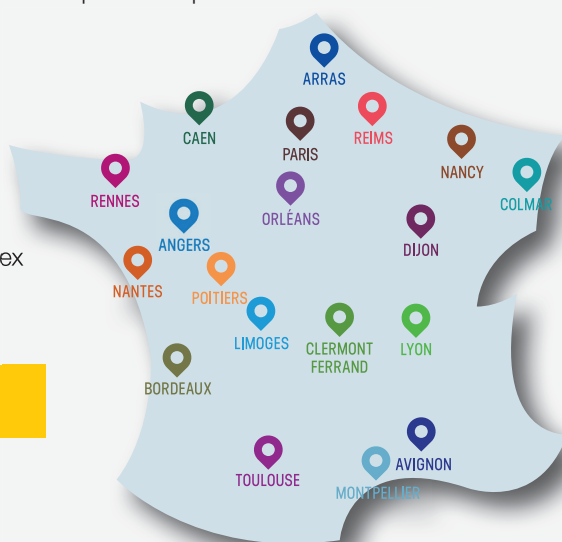 ARRAS
CAEN
REIMS
PARIS
NANCY
RENNES
COLMAR
ORLÉANS
ANGERS
DIJON
ex
NANTES
POITIERS
LIMOGES
CLERMONT
FERRAND
LYON
BORDEAUX
AVIGNON
TOULOUSE
MONTPELLIER